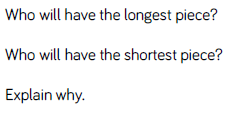 Who will have the longest piece?
Who will have the shortest piece?
Explain why.